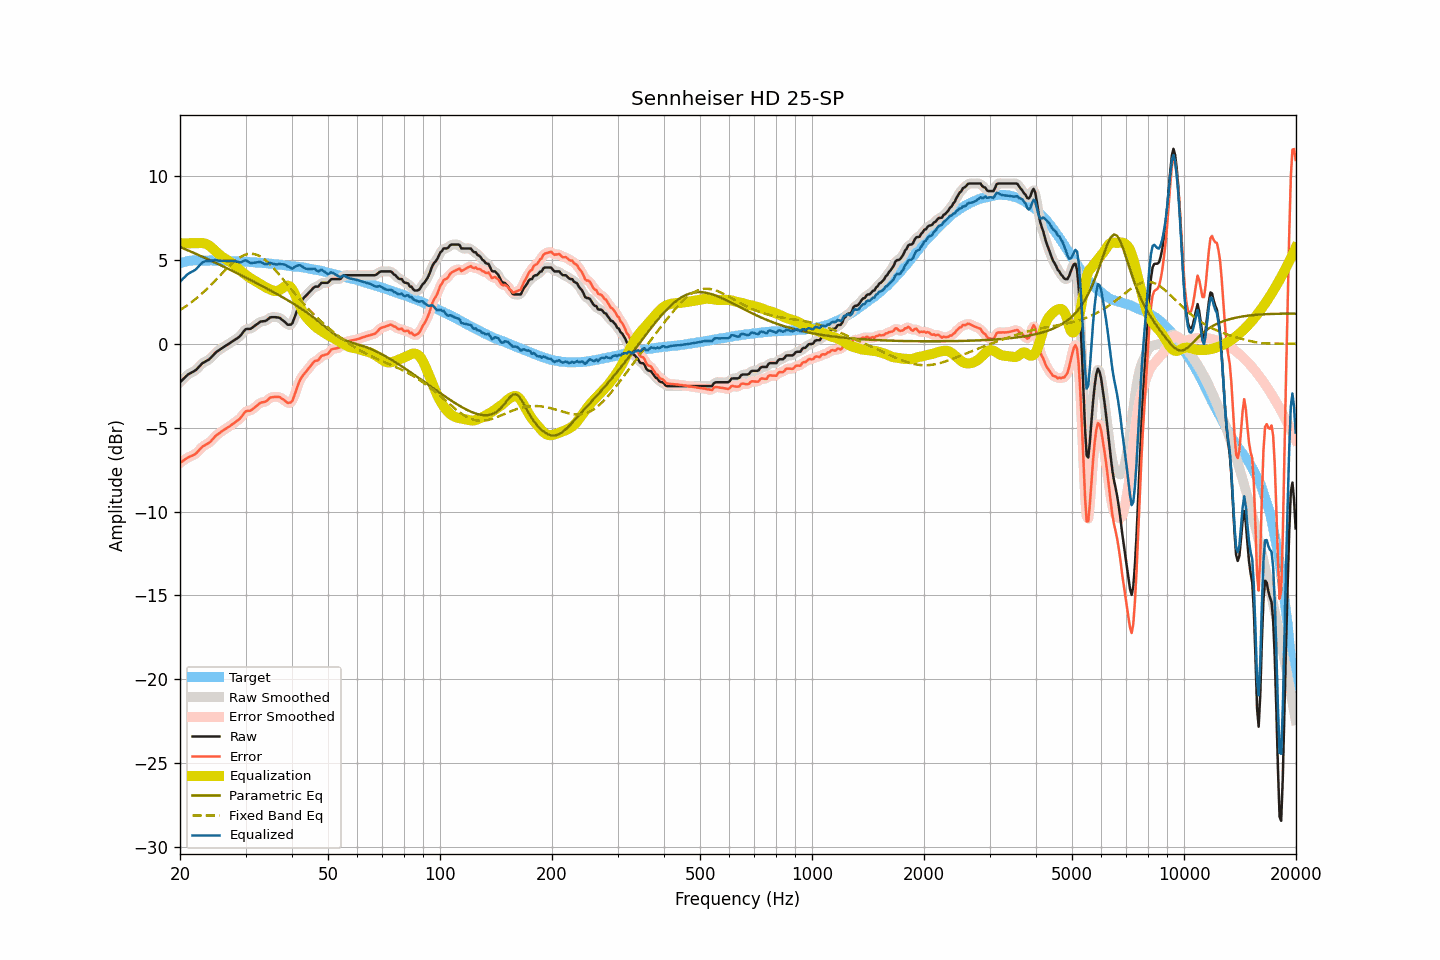 Sennheiser HD 25-SP
Amplitude (dBr)
10
5
0
−5
−10
−15
−20
−25
−30
Target
Raw Smoothed
Error Smoothed
Raw
Error
Equalization
Parametric Eq
Fixed Band Eq
Equalized
20 50 100 200 500 1000 2000 5000 10000 20000
Frequency (Hz)